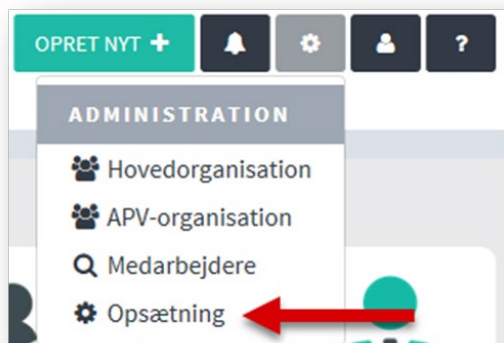 OPRET NYT +
?
ADMINISTRATION
Hovedorganisation
APV-organisation
Medarbejdere
Opsætning